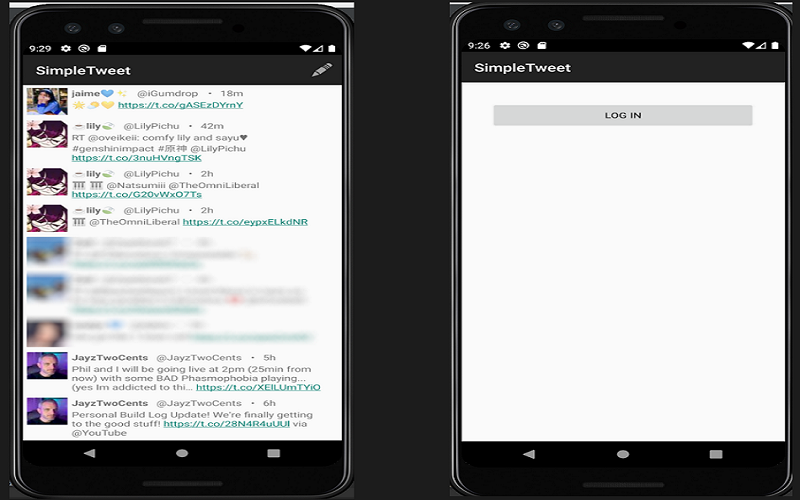 9:29
SimpleTweet
jaime💙✨ @iGumdrop · 18m
🌟🍤💛 https://t.co/gASEzDYrnY
☕lily🍃 @LilyPichu · 42m
RT @oveikeii: comfy lily and sayu♥
#genshinimpact #原神 @LilyPichu
https://t.co/3nuHVngTSK
☕lily🍃 @LilyPichu · 2h
@Natsumiii @TheOmniLiberal
https://t.co/G20vWxO7Ts
☕lily🍃 @LilyPichu · 2h
@TheOmniLiberal https://t.co/eypxELkdNR
JayzTwoCents @JayzTwoCents · 5h
Phil and I will be going live at 2pm (25min from
now) with some BAD Phasmophobia playing...
(yes Im addicted to thi... https://t.co/XElLUmTYiO
JayzTwoCents @JayzTwoCents · 6h
Personal Build Log Update! We're finally getting
to the good stuff! https://t.co/28N4R4uUUl via
@YouTube
9:26
SimpleTweet
LOG IN